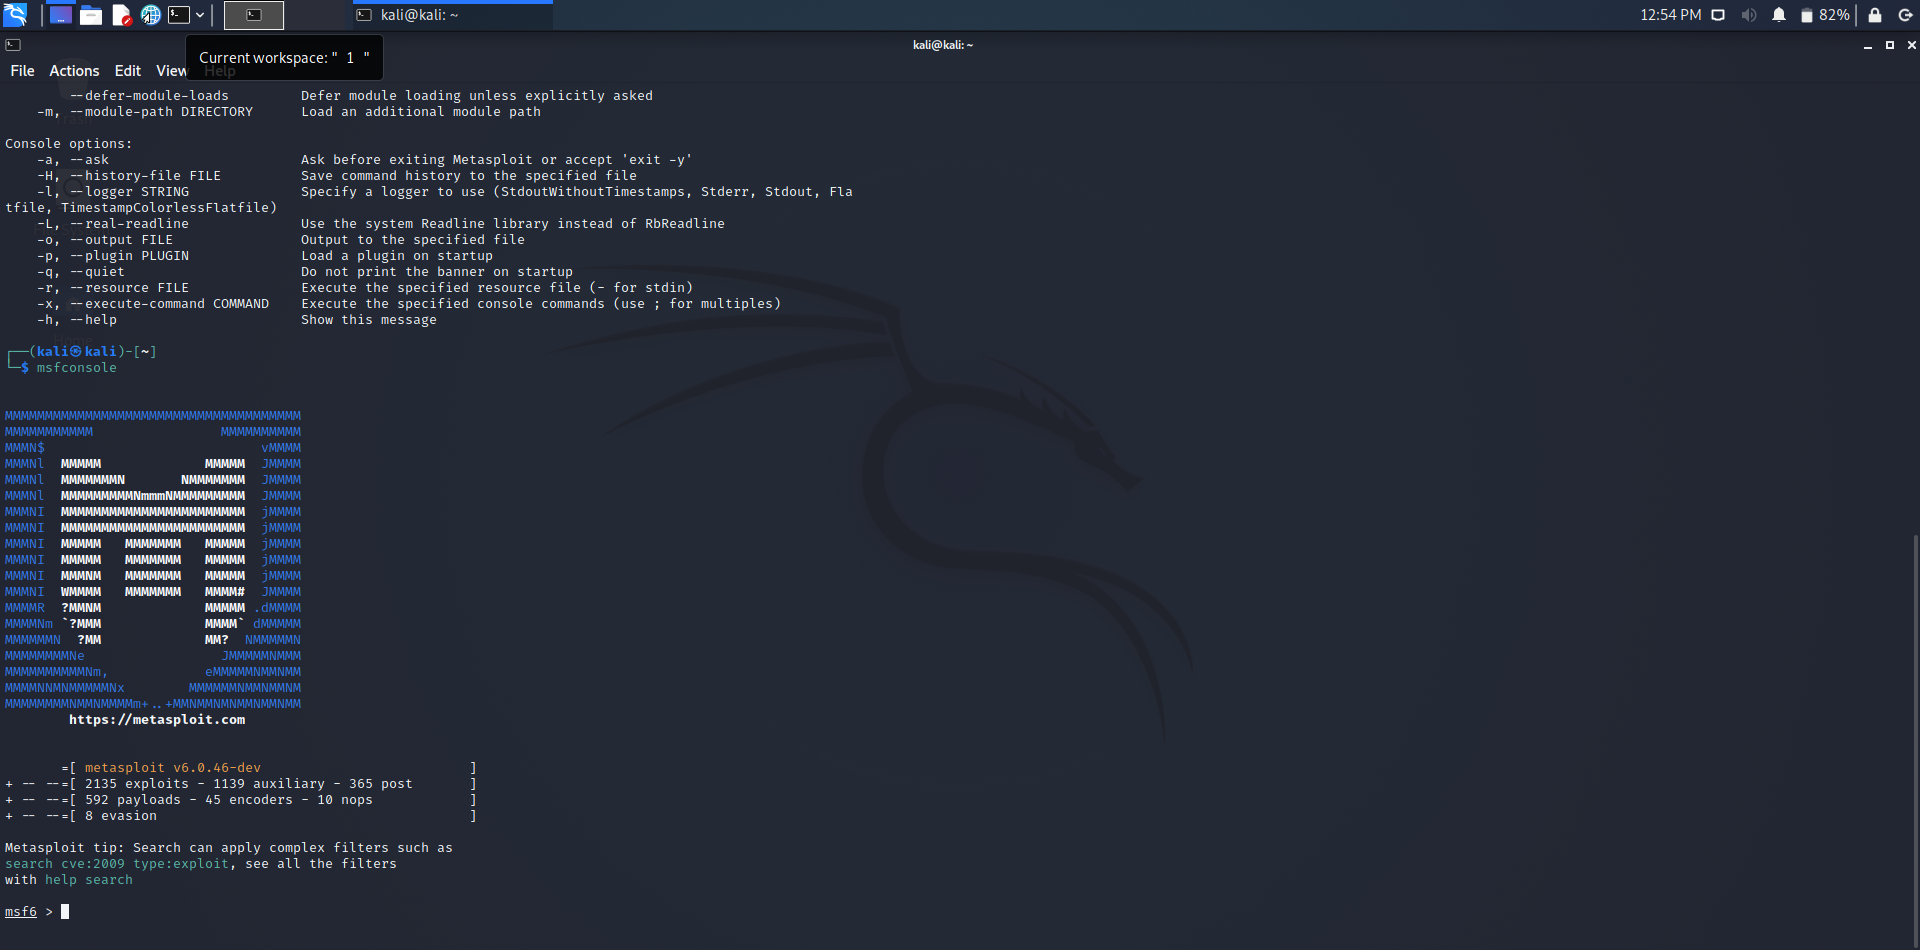 kali@kali: ~
12:54 PM
82%
kali@kali: ~
Current workspace: " 1 "
File Actions Edit View Help
--defer-module-loads Defer module loading unless explicitly asked
-m, --module-path DIRECTORY Load an additional module path
Console options:
-a, --ask Ask before exiting Metasploit or accept 'exit -y'
-H, --history-file FILE Save command history to the specified file
-l, --logger STRING Specify a logger to use (StdoutWithoutTimestamps, Stderr, Stdout, Fla
tfile, TimestampColorlessFlatfile)
-L, --real-readline Use the system Readline library instead of RbReadline
-o, --output FILE Output to the specified file
-p, --plugin PLUGIN Load a plugin on startup
-q, --quiet Do not print the banner on startup
-r, --resource FILE Execute the specified resource file (- for stdin)
-x, --execute-command COMMAND Execute the specified console commands (use ; for multiples)
-h, --help Show this message
┌──(kali㉿kali)-[~]
└─$ msfconsole
MMMMMMMMMMMMMMMMMMMMMMMMMMMMMMMMMMMMM
MMMMMMMMMMM                MMMMMMMMMM
MMMN$                           vMMMM
MMMNl  MMMMM             MMMMM  JMMMM
MMMNl  MMMMMMMN       NMMMMMMM  JMMMM
MMMNl  MMMMMMMMMNmmmNMMMMMMMMM  JMMMM
MMMNI  MMMMMMMMMMMMMMMMMMMMMMM  jMMMM
MMMNI  MMMMMMMMMMMMMMMMMMMMMMM  jMMMM
MMMNI  MMMMM   MMMMMMM   MMMMM  jMMMM
MMMNI  MMMMM   MMMMMMM   MMMMM  jMMMM
MMMNI  MMMNM   MMMMMMM   MMMMM  jMMMM
MMMNI  WMMMM   MMMMMMM   MMMM#  JMMMM
MMMMR  ?MMNM             MMMMM .dMMMM
MMMMNm `?MMM             MMMM` dMMMMM
MMMMMMN  ?MM             MM?  NMMMMMN
MMMMMMMMNe                 JMMMMMNMMM
MMMMMMMMMMNm,            eMMMMMNMMNMM
MMMMNNMNMMMMMNx        MMMMMMNMMNMMNM
MMMMMMMMNMMNMMMMm+..+MMNMMNMNMMNMMNMM
https://metasploit.com
=[ metasploit v6.0.46-dev ]
+ -- --=[ 2135 exploits - 1139 auxiliary - 365 post ]
+ -- --=[ 592 payloads - 45 encoders - 10 nops ]
+ -- --=[ 8 evasion ]
Metasploit tip: Search can apply complex filters such as
search cve:2009 type:exploit, see all the filters
with help search
msf6 >